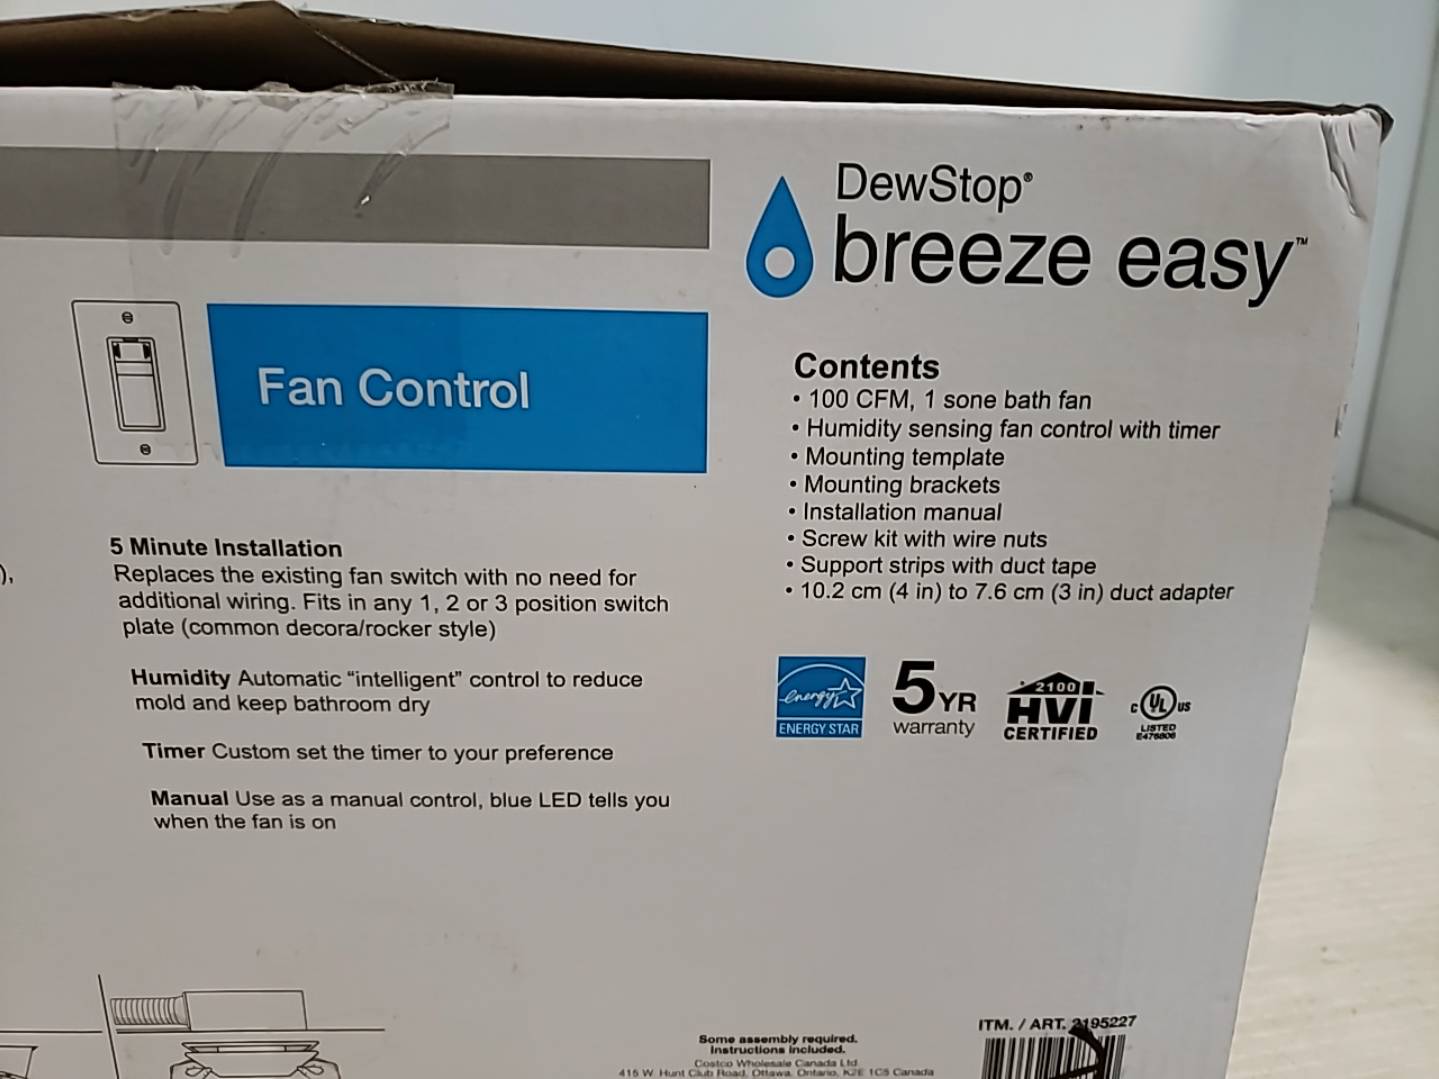 DewStop®
breeze easy™
Fan Control
Contents
• 100 CFM, 1 sone bath fan
• Humidity sensing fan control with timer
• Mounting template
• Mounting brackets
• Installation manual
• Screw kit with wire nuts
• Support strips with duct tape
• 10.2 cm (4 in) to 7.6 cm (3 in) duct adapter
),
5 Minute Installation
Replaces the existing fan switch with no need for
additional wiring. Fits in any 1, 2 or 3 position switch
plate (common decora/rocker style)
Humidity Automatic “intelligent” control to reduce
mold and keep bathroom dry
Timer Custom set the timer to your preference
Manual Use as a manual control, blue LED tells you
when the fan is on
energy
ENERGY STAR
5 YR
warranty
2100
HVI
CERTIFIED
C UL US
LISTED
E475806
ITM. / ART. 2195227
Some assembly required.
Instructions included.
Costco Wholesale Canada Ltd
415 W. Hunt Club Road, Ottawa, Ontario, K2E 1C5 Canada